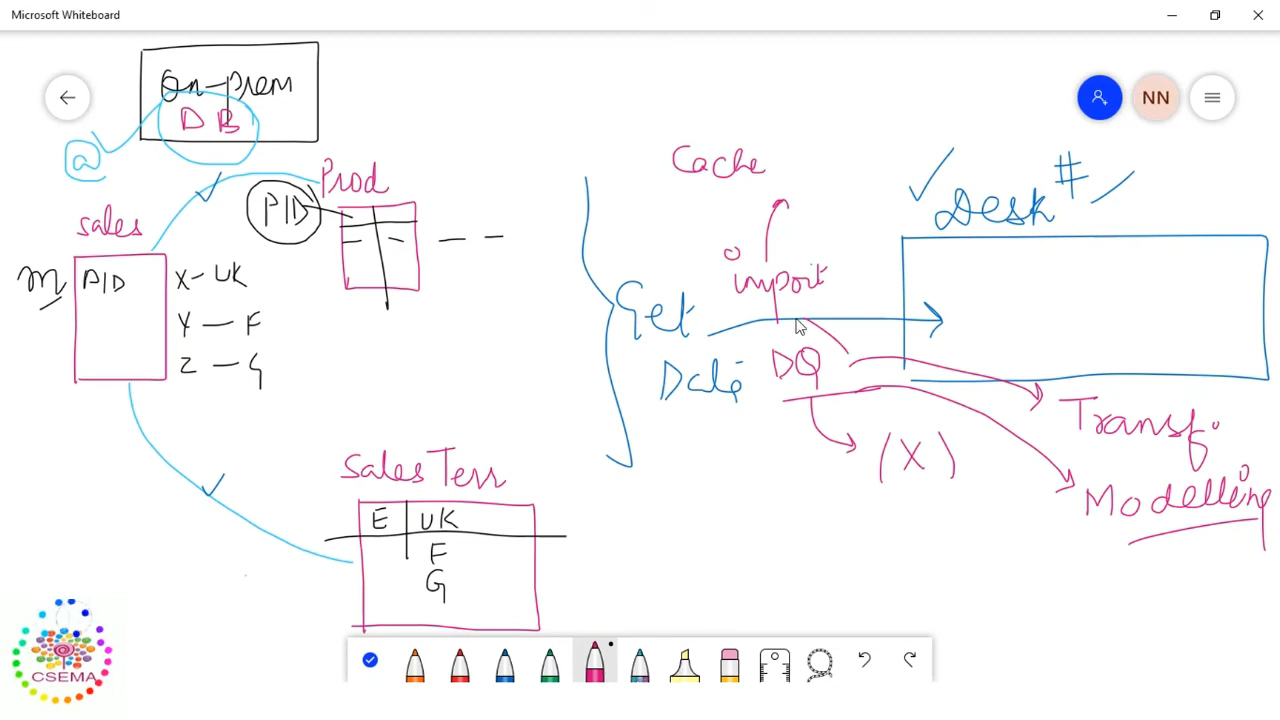 Microsoft Whiteboard
On-prem
DB
@
NN
Cache
Desk #
Prod
PID
sales
M
PID
X - UK
Y - F
Z - G
import
Get
Data
DQ
Transf.
(X)
Modelling
Sales Terr
E UK
F
G
CSEMA